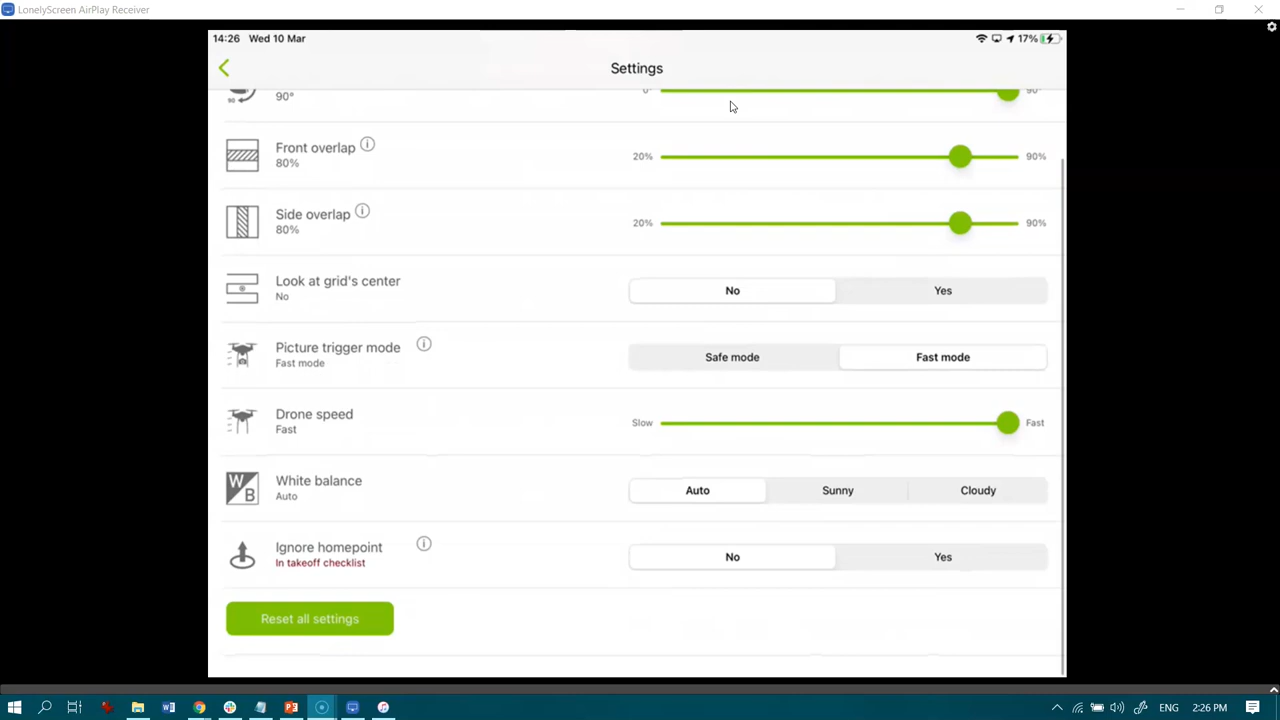 LonelyScreen AirPlay Receiver
14:26 Wed 10 Mar
17%
Settings
90
90°
0°
90°
Front overlap
80%
20%
90%
Side overlap
80%
20%
90%
Look at grid's center
No
No
Yes
Picture trigger mode
Fast mode
Safe mode
Fast mode
Drone speed
Fast
Slow
Fast
W
B
White balance
Auto
Auto
Sunny
Cloudy
Ignore homepoint
In takeoff checklist
No
Yes
Reset all settings
ENG
2:26 PM